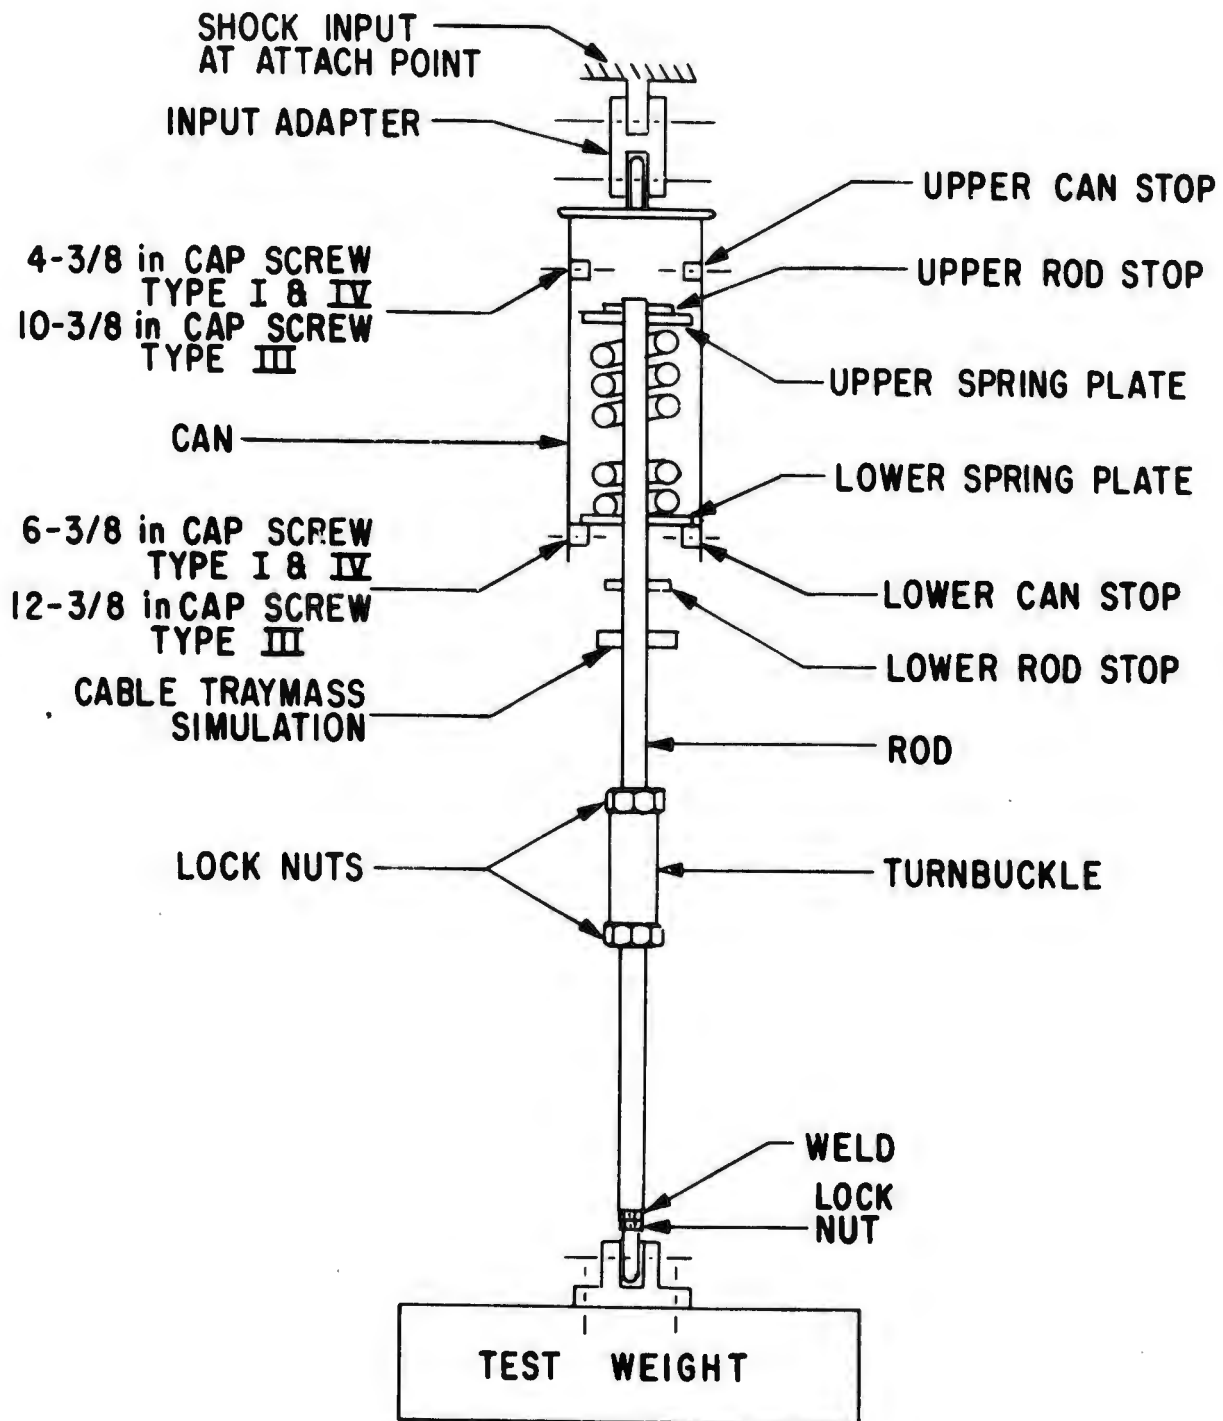 SHOCK INPUT
AT ATTACH POINT
INPUT ADAPTER
UPPER CAN STOP
4-3/8 in CAP SCREW
TYPE I & IV
10-3/8 in CAP SCREW
TYPE III
UPPER ROD STOP
UPPER SPRING PLATE
CAN
LOWER SPRING PLATE
6-3/8 in CAP SCREW
TYPE I & IV
12-3/8 in CAP SCREW
TYPE III
LOWER CAN STOP
LOWER ROD STOP
CABLE TRAYMASS
SIMULATION
ROD
LOCK NUTS
TURNBUCKLE
WELD
LOCK
NUT
TEST WEIGHT